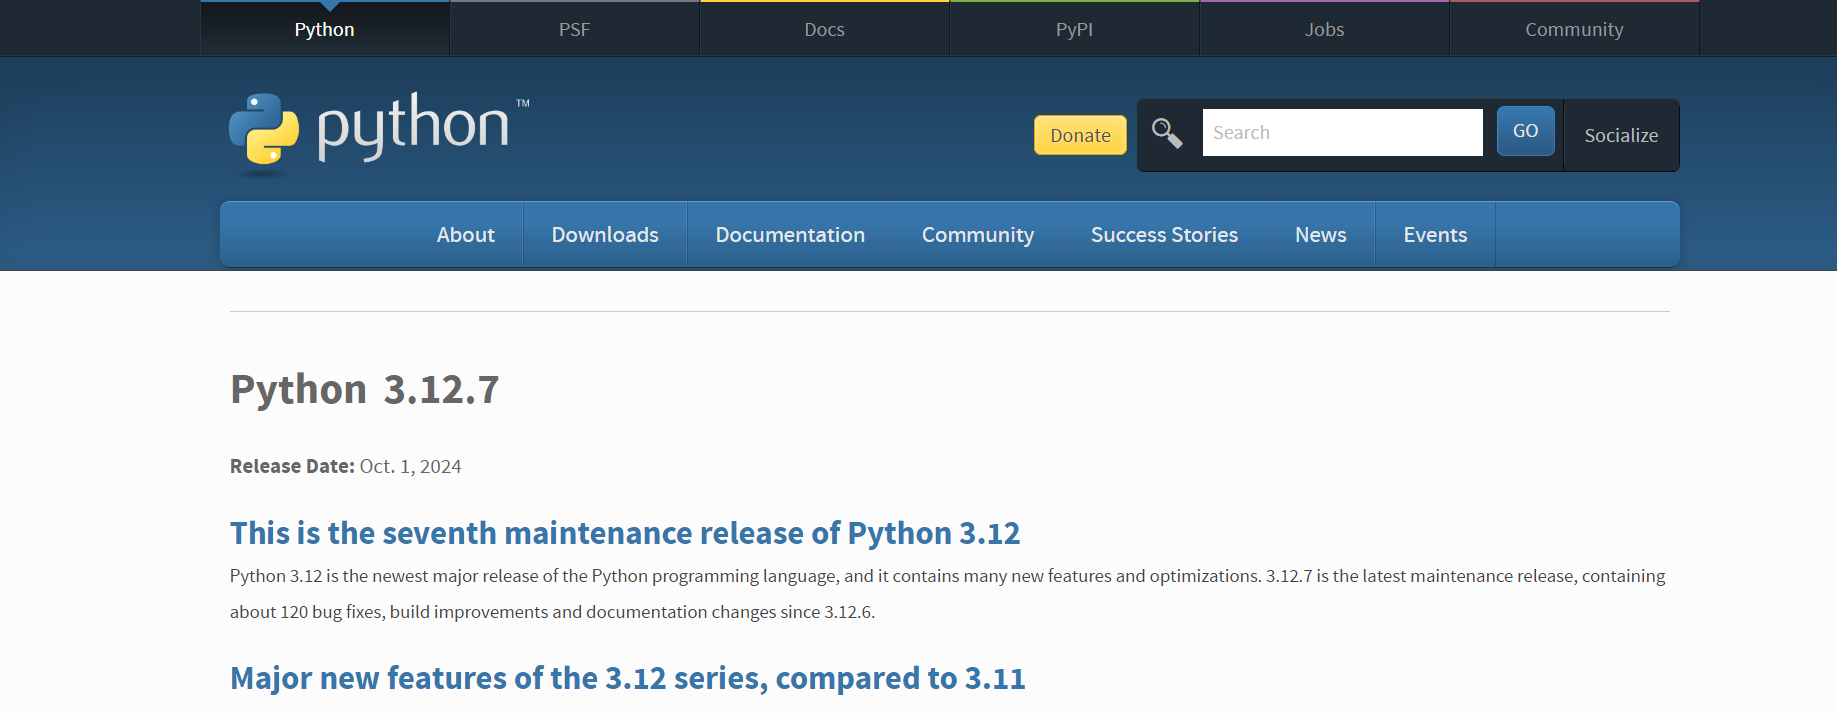 Python PSF Docs PyPI Jobs Community
python™
Donate Search GO Socialize
About Downloads Documentation Community Success Stories News Events
Python 3.12.7
Release Date: Oct. 1, 2024
This is the seventh maintenance release of Python 3.12
Python 3.12 is the newest major release of the Python programming language, and it contains many new features and optimizations. 3.12.7 is the latest maintenance release, containing
about 120 bug fixes, build improvements and documentation changes since 3.12.6.
Major new features of the 3.12 series, compared to 3.11